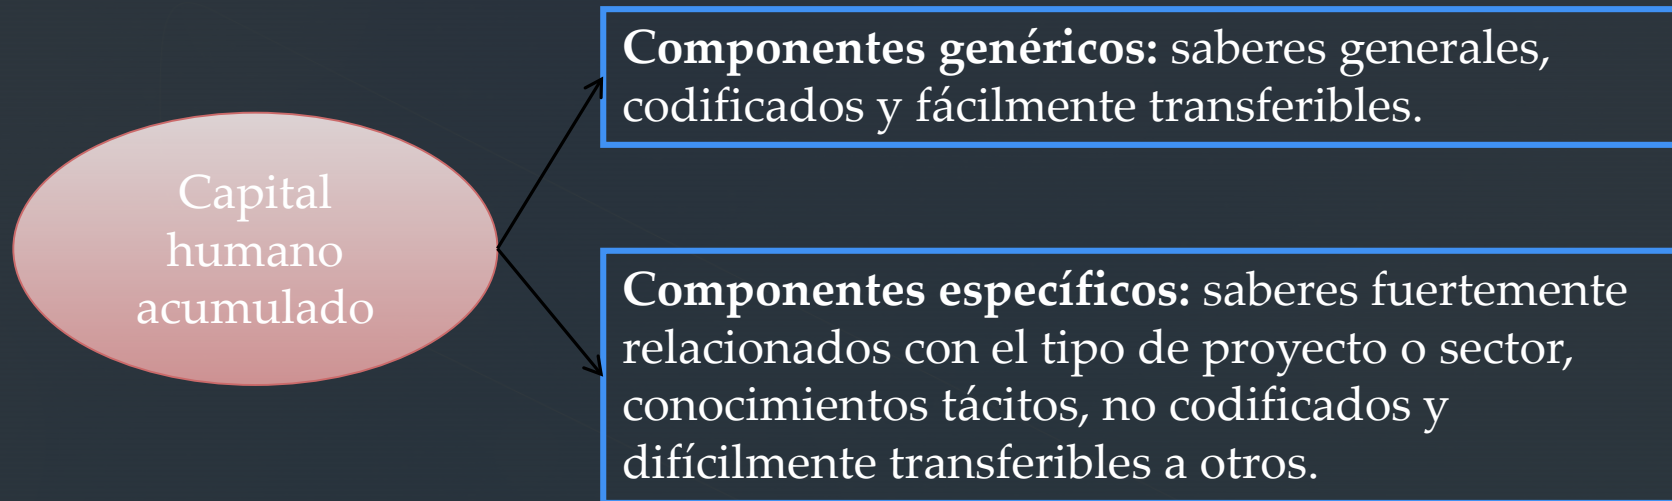 Capital
humano
acumulado
Componentes genéricos: saberes generales,
codificados y fácilmente transferibles.
Componentes específicos: saberes fuertemente
relacionados con el tipo de proyecto o sector,
conocimientos tácitos, no codificados y
difícilmente transferibles a otros.